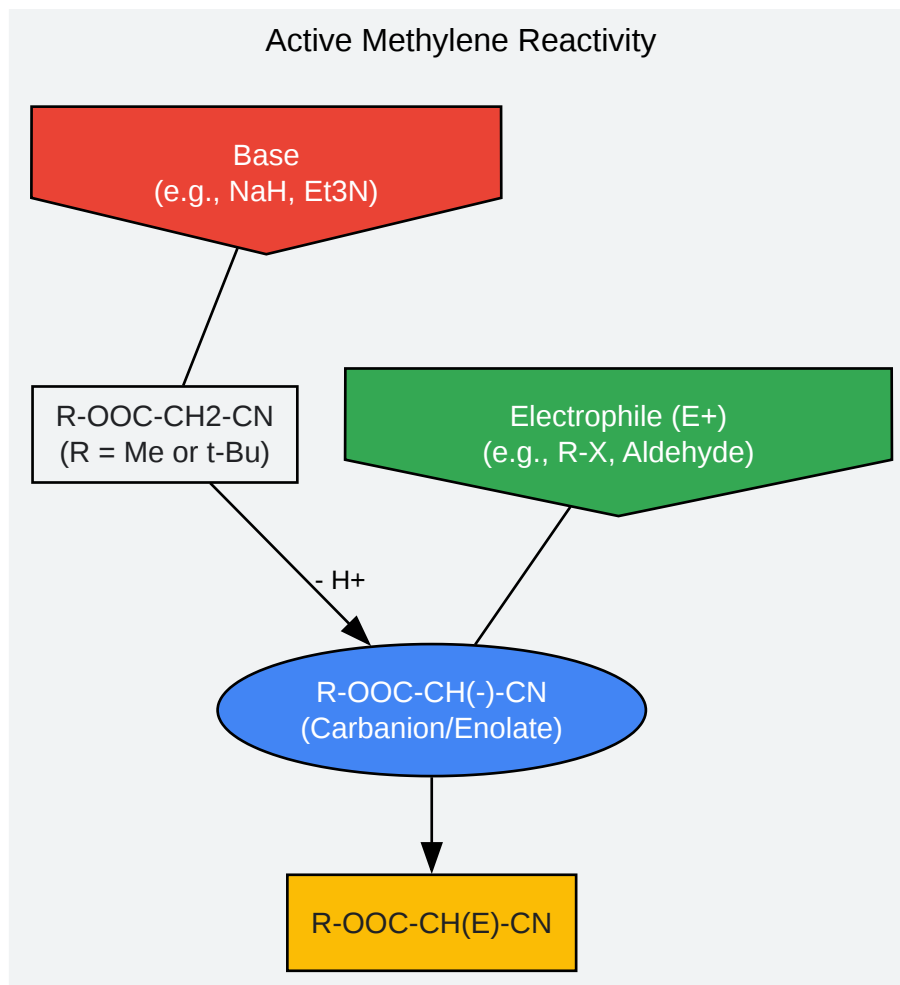 Active Methylene Reactivity
Base
(e.g., NaH, Et3N)
R-OOC-CH2-CN
(R = Me or t-Bu)
Electrophile (E+)
(e.g., R-X, Aldehyde)
- H+
R-OOC-CH(-)-CN
(Carbanion/Enolate)
R-OOC-CH(E)-CN